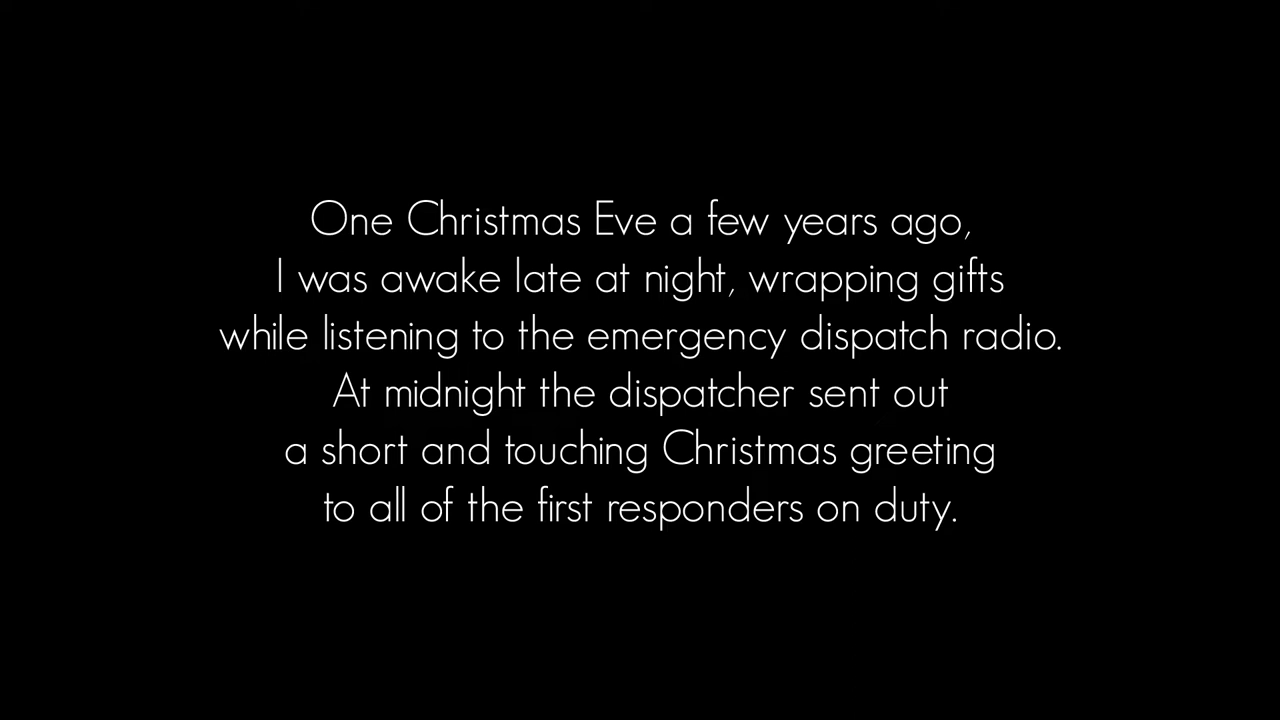 One Christmas Eve a few years ago,
I was awake late at night, wrapping gifts
while listening to the emergency dispatch radio.
At midnight the dispatcher sent out
a short and touching Christmas greeting
to all of the first responders on duty.